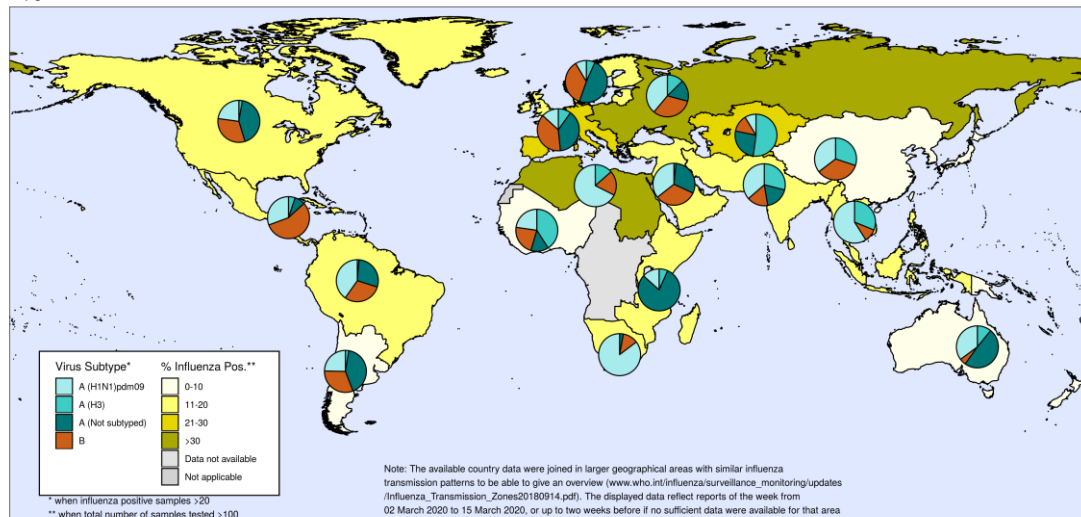 Virus Subtype*
A (H1N1)pdm09
A (H3)
A (Not subtyped)
B
% Influenza Pos.**
0-10
11-20
21-30
>30
Data not available
Not applicable
* when influenza positive samples >20
** when total number of samples tested >100
Note: The available country data were joined in larger geographical areas with similar influenza
transmission patterns to be able to give an overview (www.who.int/influenza/surveillance_monitoring/updates
/Influenza_Transmission_Zones20180914.pdf). The displayed data reflect reports of the week from
02 March 2020 to 15 March 2020, or up to two weeks before if no sufficient data were available for that area